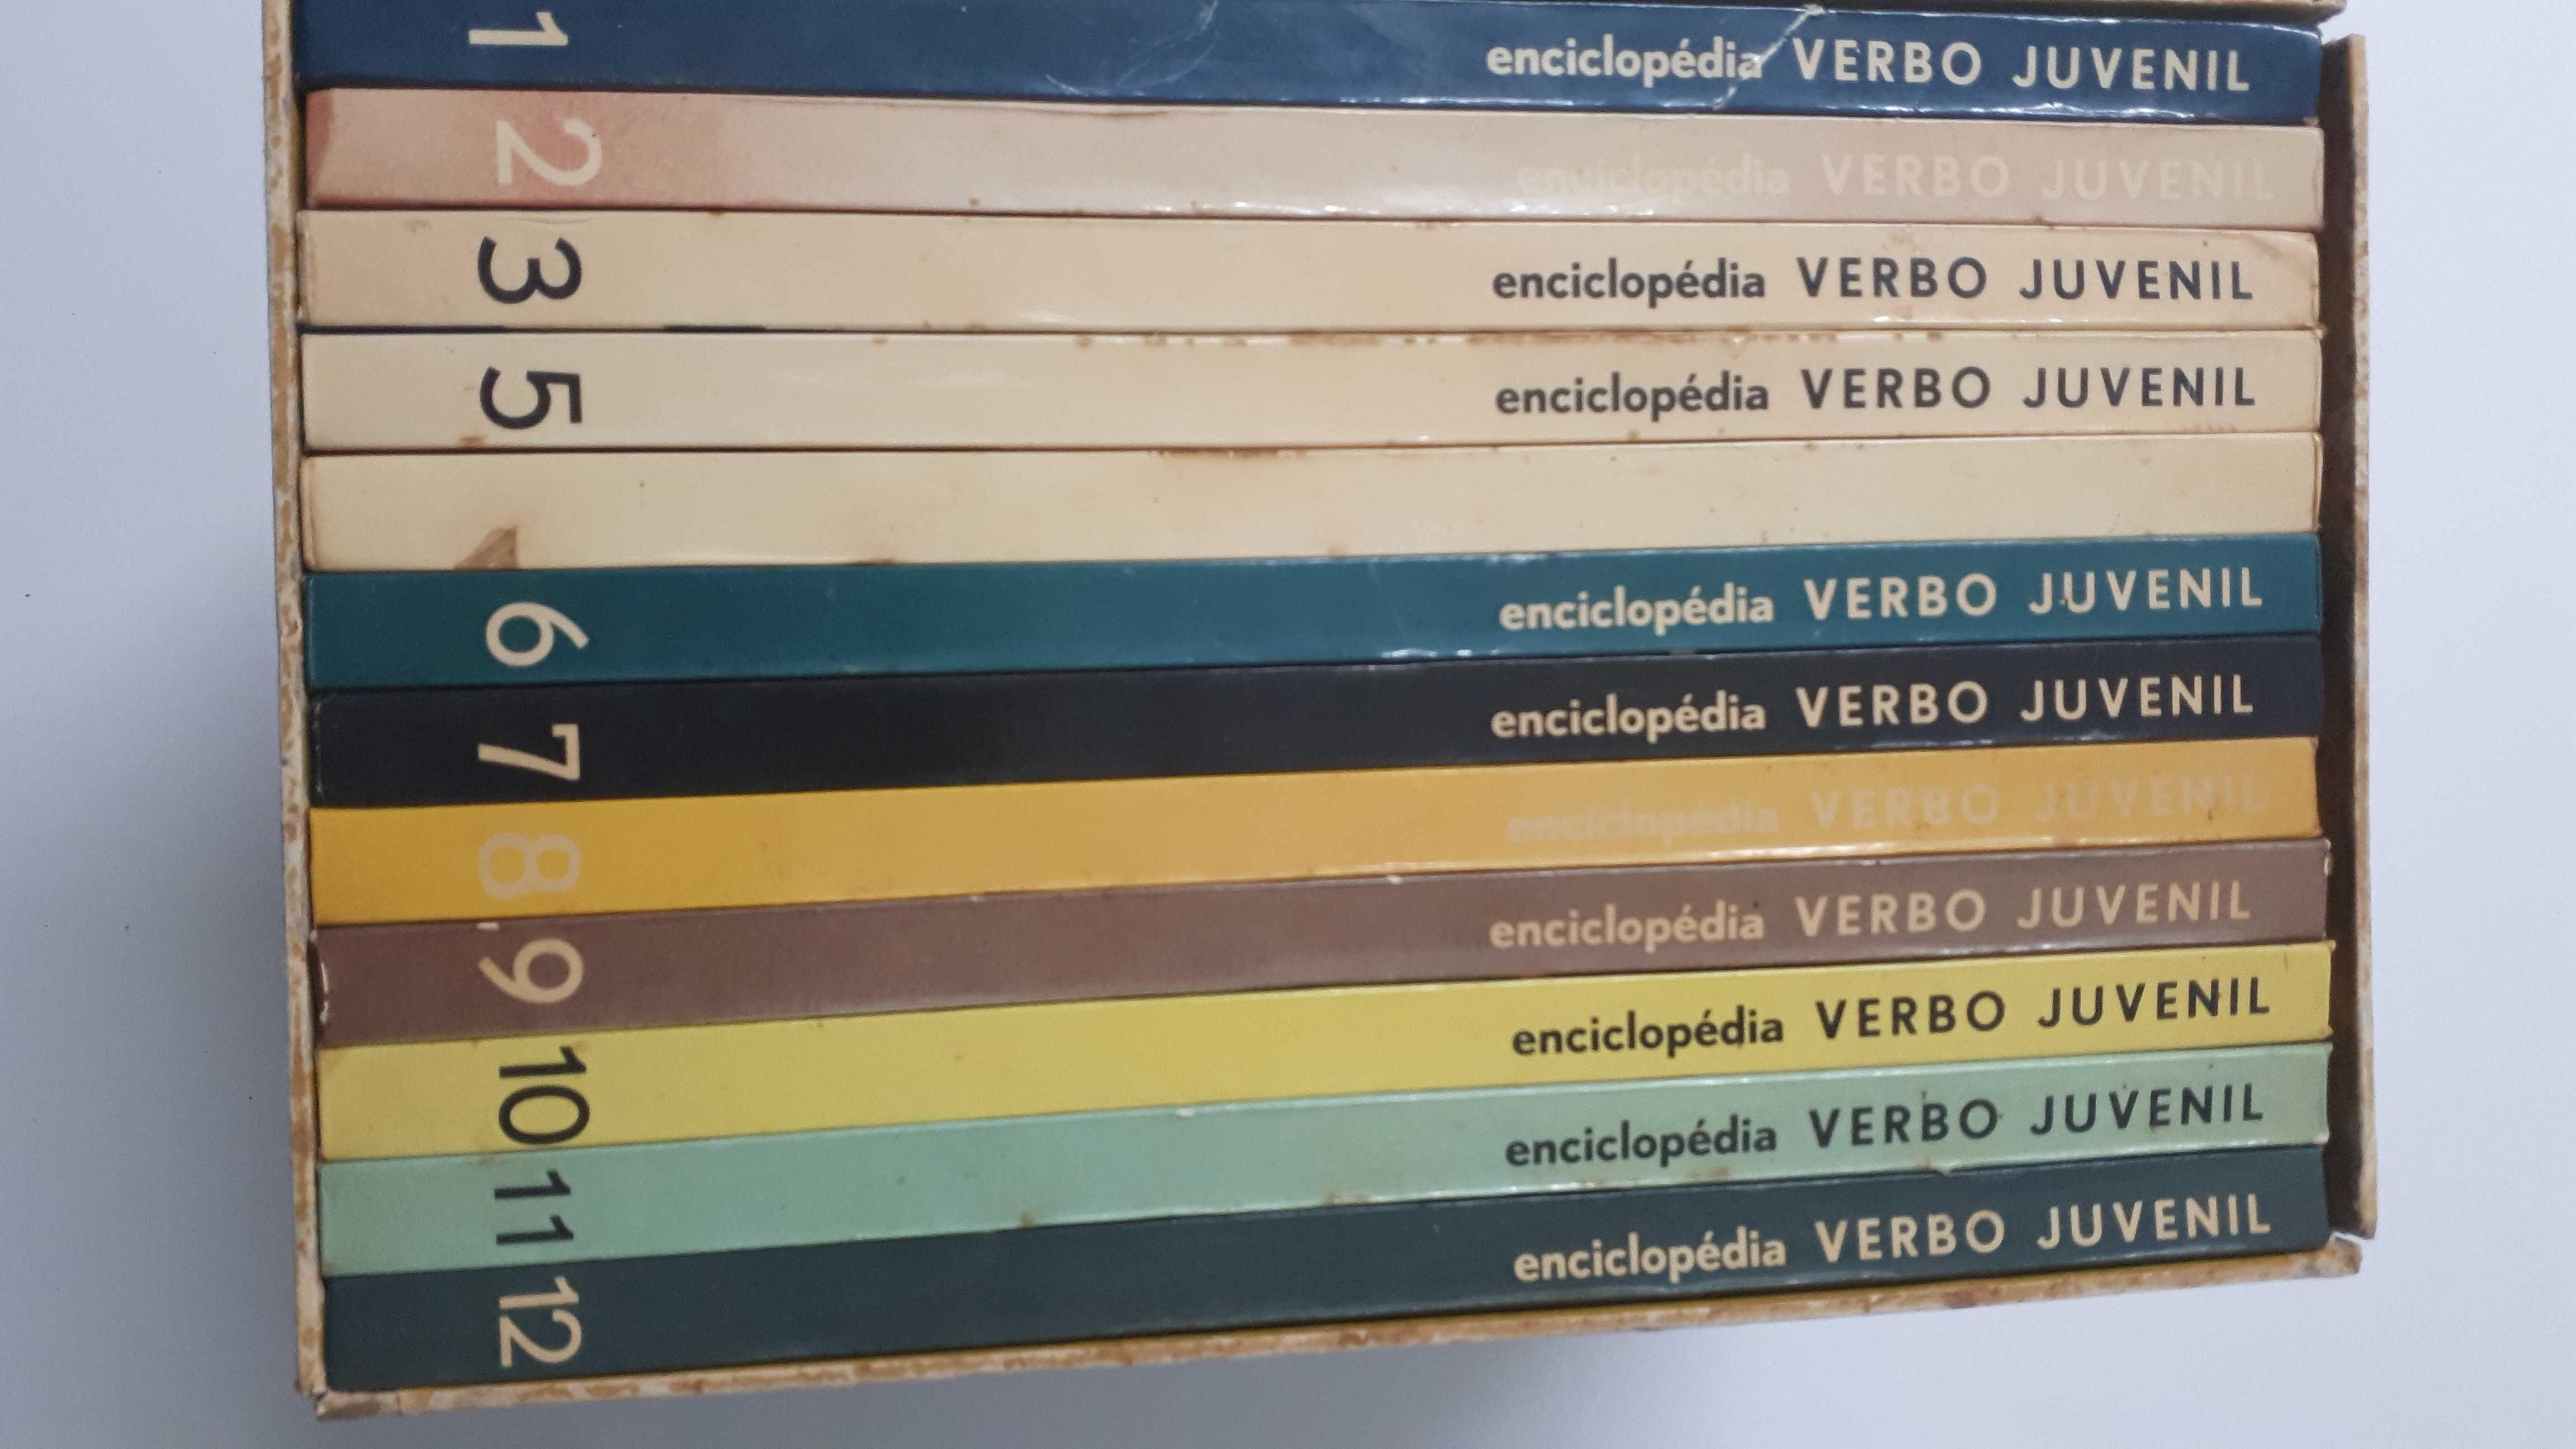 1 enciclopédia VERBO JUVENIL
2 enciclopédia VERBO JUVENIL
3 enciclopédia VERBO JUVENIL
5 enciclopédia VERBO JUVENIL
6 enciclopédia VERBO JUVENIL
7 enciclopédia VERBO JUVENIL
8 enciclopédia VERBO JUVENIL
9 enciclopédia VERBO JUVENIL
10 enciclopédia VERBO JUVENIL
11 enciclopédia VERBO JUVENIL
12 enciclopédia VERBO JUVENIL